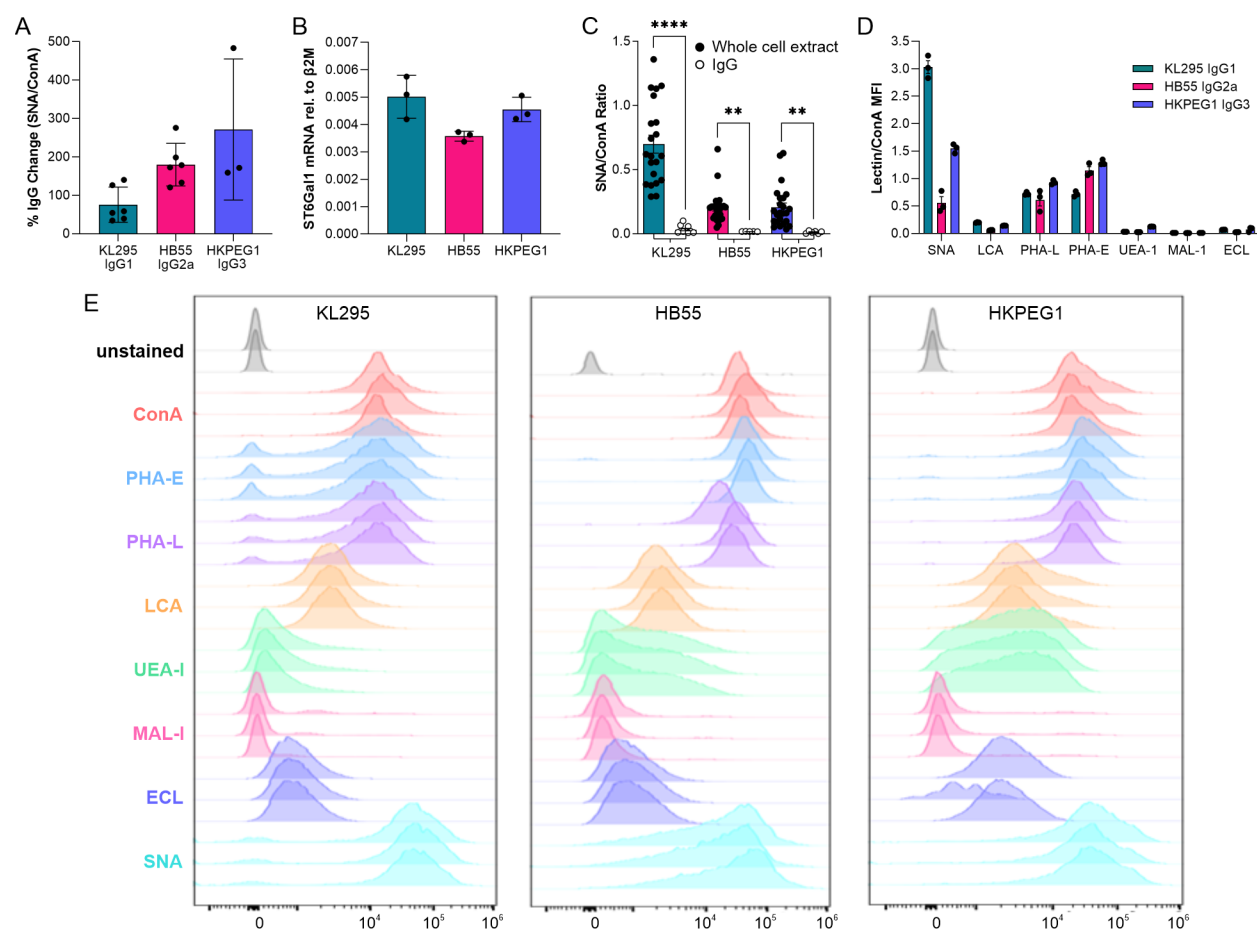 A
% IgG Change (SNA/ConA)
500
400
300
200
100
0
KL295
IgG1
HB55
IgG2a
HKPEG1
IgG3
B
ST6Gal1 mRNA rel. to β2M
0.007
0.006
0.005
0.004
0.003
0.002
0.001
0.000
KL295
HB55
HKPEG1
C
SNA/ConA Ratio
1.5
1.0
0.5
0.0
****
**
**
Whole cell extract
IgG
KL295
HB55
HKPEG1
D
Lectin/ConA MFI
3.5
3.0
2.5
2.0
1.5
1.0
0.5
0.0
KL295 IgG1
HB55 IgG2a
HKPEG1 IgG3
SNA
LCA
PHA-L
PHA-E
UEA-1
MAL-1
ECL
E
KL295
HB55
HKPEG1
unstained
ConA
PHA-E
PHA-L
LCA
UEA-I
MAL-I
ECL
SNA
0 10⁴ 10⁵ 10⁶
0 10⁴ 10⁵ 10⁶
0 10⁴ 10⁵ 10⁶